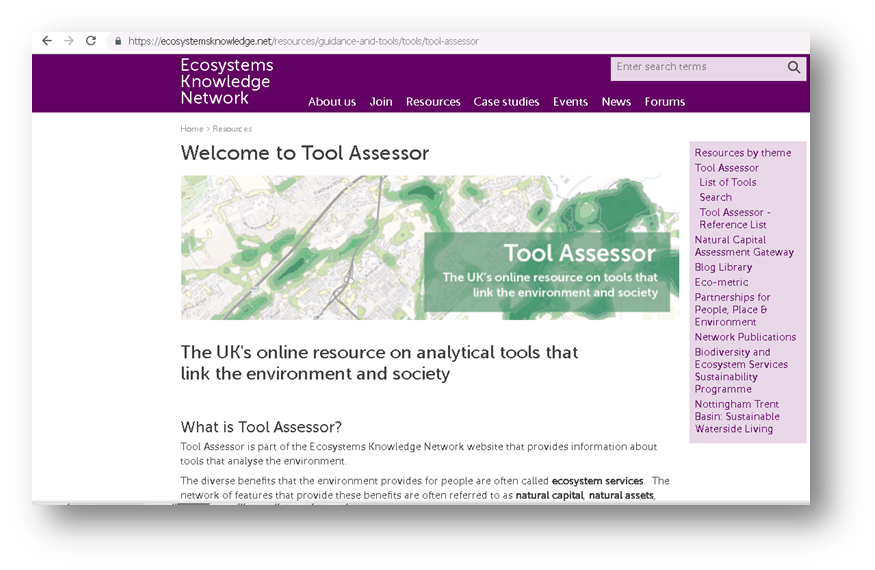 https://ecosystemsknowledge.net/resources/guidance-and-tools/tools/tool-assessor
Ecosystems
Knowledge
Network
Enter search terms
About us Join Resources Case studies Events News Forums
Home > Resources
Welcome to Tool Assessor
Tool Assessor
The UK's online resource on tools that
link the environment and society
The UK's online resource on analytical tools that
link the environment and society
What is Tool Assessor?
Tool Assessor is part of the Ecosystems Knowledge Network website that provides information about
tools that analyse the environment.
The diverse benefits that the environment provides for people are often called ecosystem services. The
network of features that provide these benefits are often referred to as natural capital, natural assets,
Resources by theme
Tool Assessor
List of Tools
Search
Tool Assessor -
Reference List
Natural Capital
Assessment Gateway
Blog Library
Eco-metric
Partnerships for
People, Place &
Environment
Network Publications
Biodiversity and
Ecosystem Services
Sustainability
Programme
Nottingham Trent
Basin: Sustainable
Waterside Living